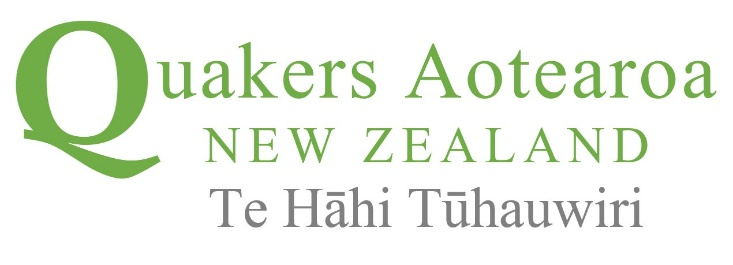 Quakers Aotearoa
NEW ZEALAND
Te Hāhi Tūhauwiri